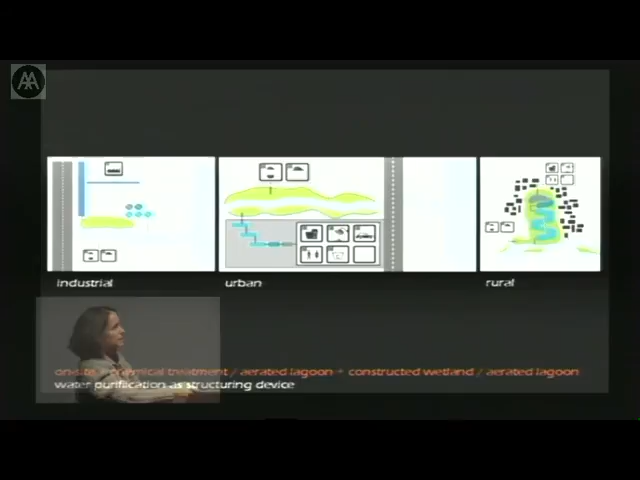 AA
industrial
urban
rural
on-site + chemical treatment / aerated lagoon + constructed wetland / aerated lagoon
water purification as structuring device